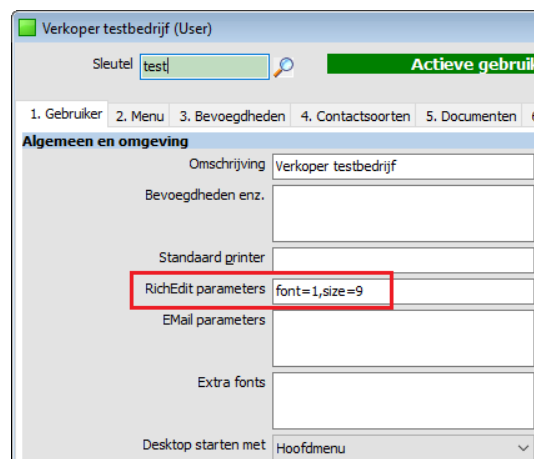 Verkoper testbedrijf (User)
Sleutel test Actieve gebruik
1. Gebruiker 2. Menu 3. Bevoegdheden 4. Contactsoorten 5. Documenten 6
Algemeen en omgeving
Omschrijving Verkoper testbedrijf
Bevoegdheden enz.
Standaard printer
RichEdit parameters font=1,size=9
EMail parameters
Extra fonts
Desktop starten met Hoofdmenu